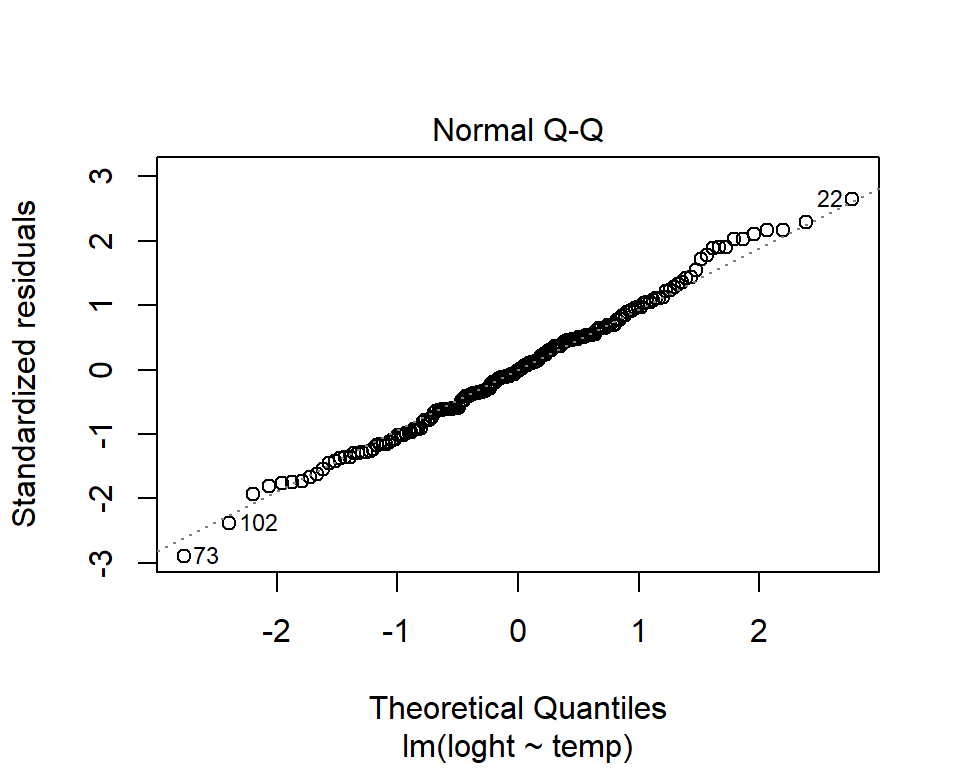 Normal Q-Q
Standardized residuals
3
2
1
0
-1
-2
-3
22
102
73
-2 -1 0 1 2
Theoretical Quantiles
lm(loght ~ temp)